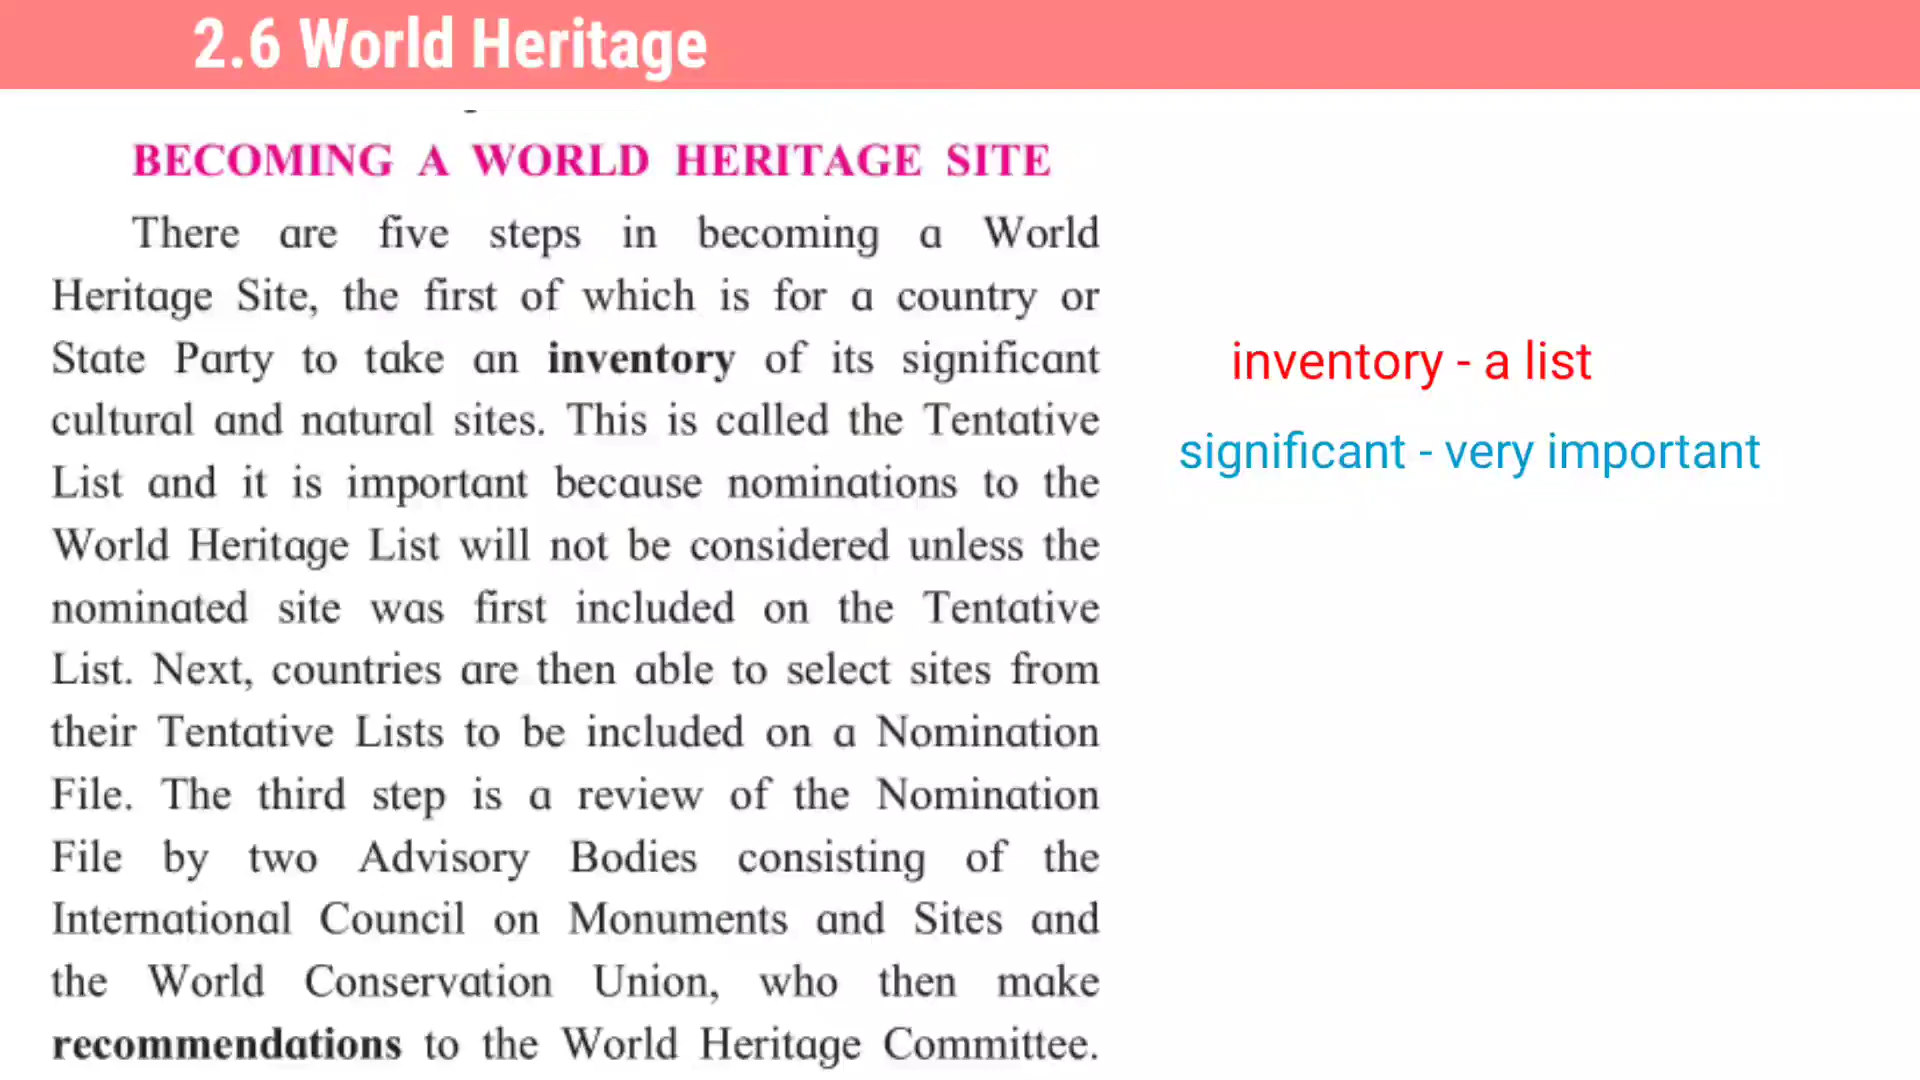 2.6 World Heritage
BECOMING A WORLD HERITAGE SITE
There are five steps in becoming a World
Heritage Site, the first of which is for a country or
State Party to take an inventory of its significant
cultural and natural sites. This is called the Tentative
List and it is important because nominations to the
World Heritage List will not be considered unless the
nominated site was first included on the Tentative
List. Next, countries are then able to select sites from
their Tentative Lists to be included on a Nomination
File. The third step is a review of the Nomination
File by two Advisory Bodies consisting of the
International Council on Monuments and Sites and
the World Conservation Union, who then make
recommendations to the World Heritage Committee.
inventory - a list
significant - very important